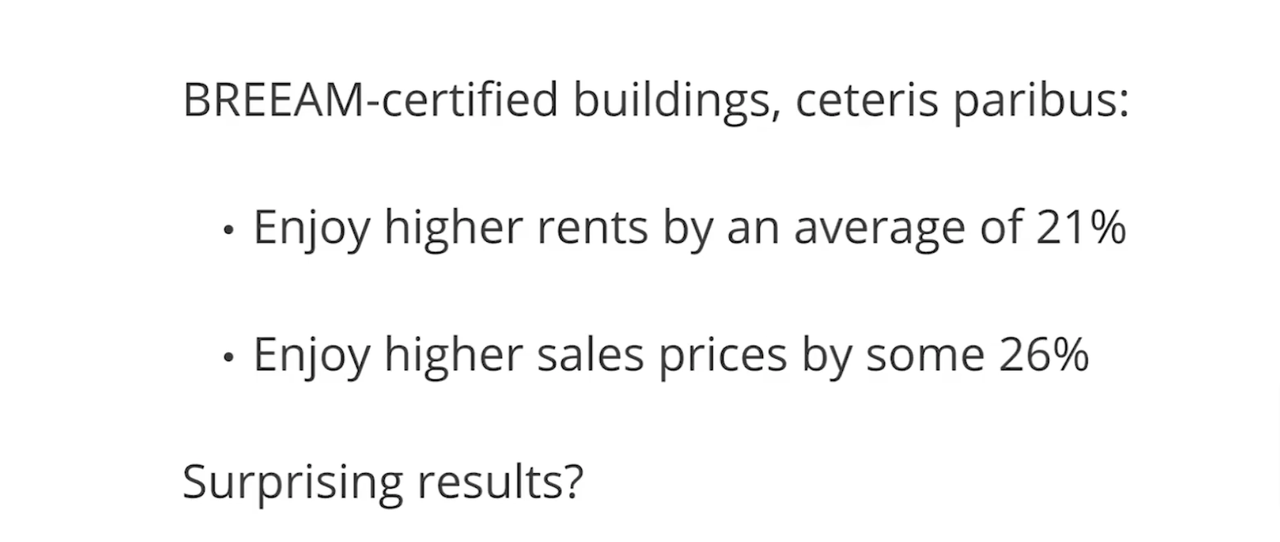 BREEAM-certified buildings, ceteris paribus:
• Enjoy higher rents by an average of 21%
• Enjoy higher sales prices by some 26%
Surprising results?